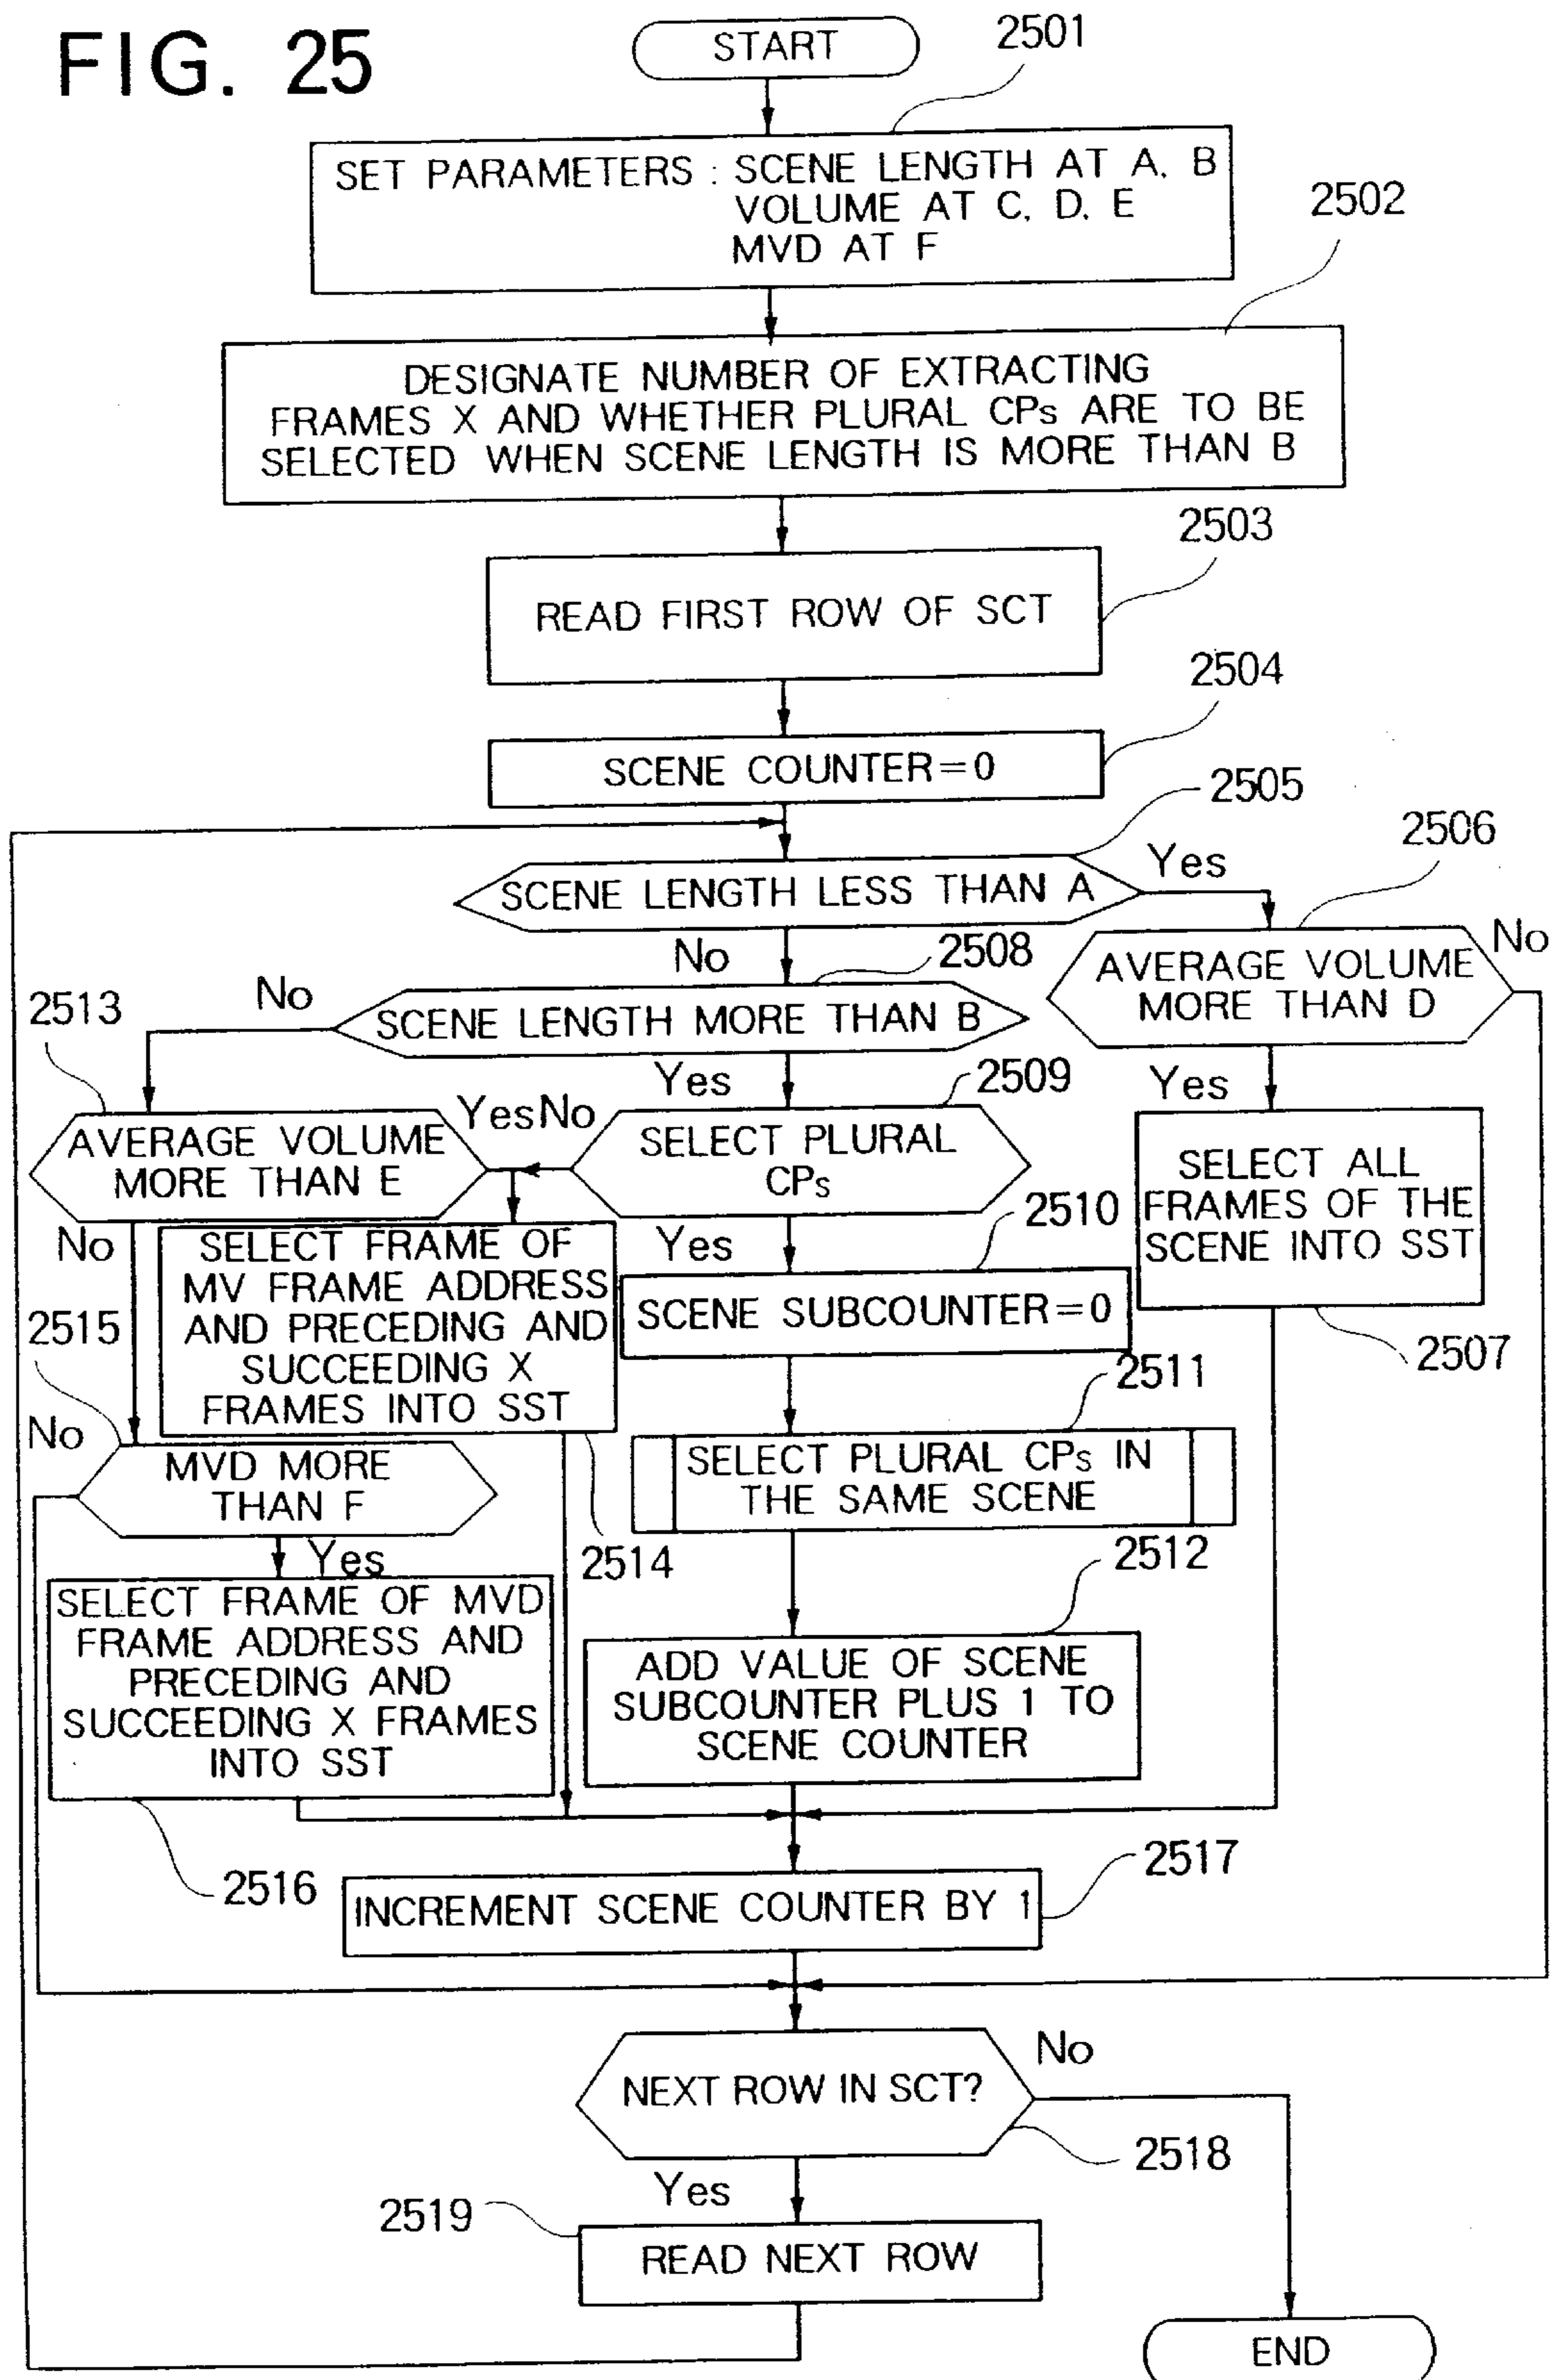 FIG. 25
START
2501
SET PARAMETERS : SCENE LENGTH AT A, B
VOLUME AT C, D, E
MVD AT F
2502
DESIGNATE NUMBER OF EXTRACTING
FRAMES X AND WHETHER PLURAL CPs ARE TO BE
SELECTED WHEN SCENE LENGTH IS MORE THAN B
2503
READ FIRST ROW OF SCT
2504
SCENE COUNTER=0
2505
SCENE LENGTH LESS THAN A
Yes
2506
No
AVERAGE VOLUME
MORE THAN D
No
2508
SCENE LENGTH MORE THAN B
No
2513
Yes
2509
Yes
AVERAGE VOLUME
MORE THAN E
Yes
No
SELECT PLURAL
CPs
SELECT ALL
FRAMES OF THE
SCENE INTO SST
2507
No
SELECT FRAME OF
MV FRAME ADDRESS
AND PRECEDING AND
SUCCEEDING X
FRAMES INTO SST
Yes
2510
SCENE SUBCOUNTER=0
2515
2511
No
MVD MORE
THAN F
SELECT PLURAL CPs IN
THE SAME SCENE
2514
2512
Yes
SELECT FRAME OF MVD
FRAME ADDRESS AND
PRECEDING AND
SUCCEEDING X FRAMES
INTO SST
ADD VALUE OF SCENE
SUBCOUNTER PLUS 1 TO
SCENE COUNTER
2516
2517
INCREMENT SCENE COUNTER BY 1
NEXT ROW IN SCT?
No
2518
Yes
2519
READ NEXT ROW
END